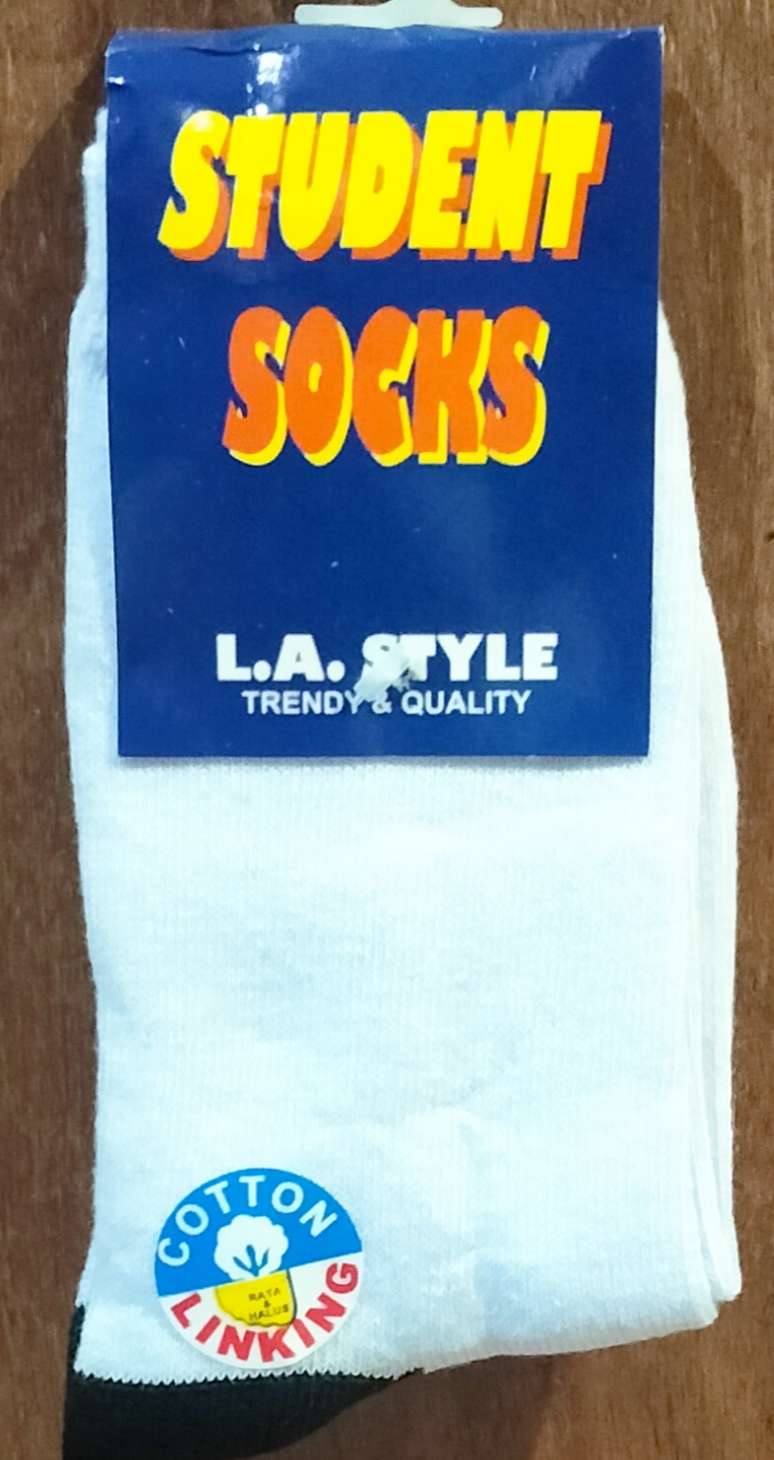 STUDENT
SOCKS
L.A. STYLE
TRENDY & QUALITY
COTTON
RATA
&
HALUS
LINKING